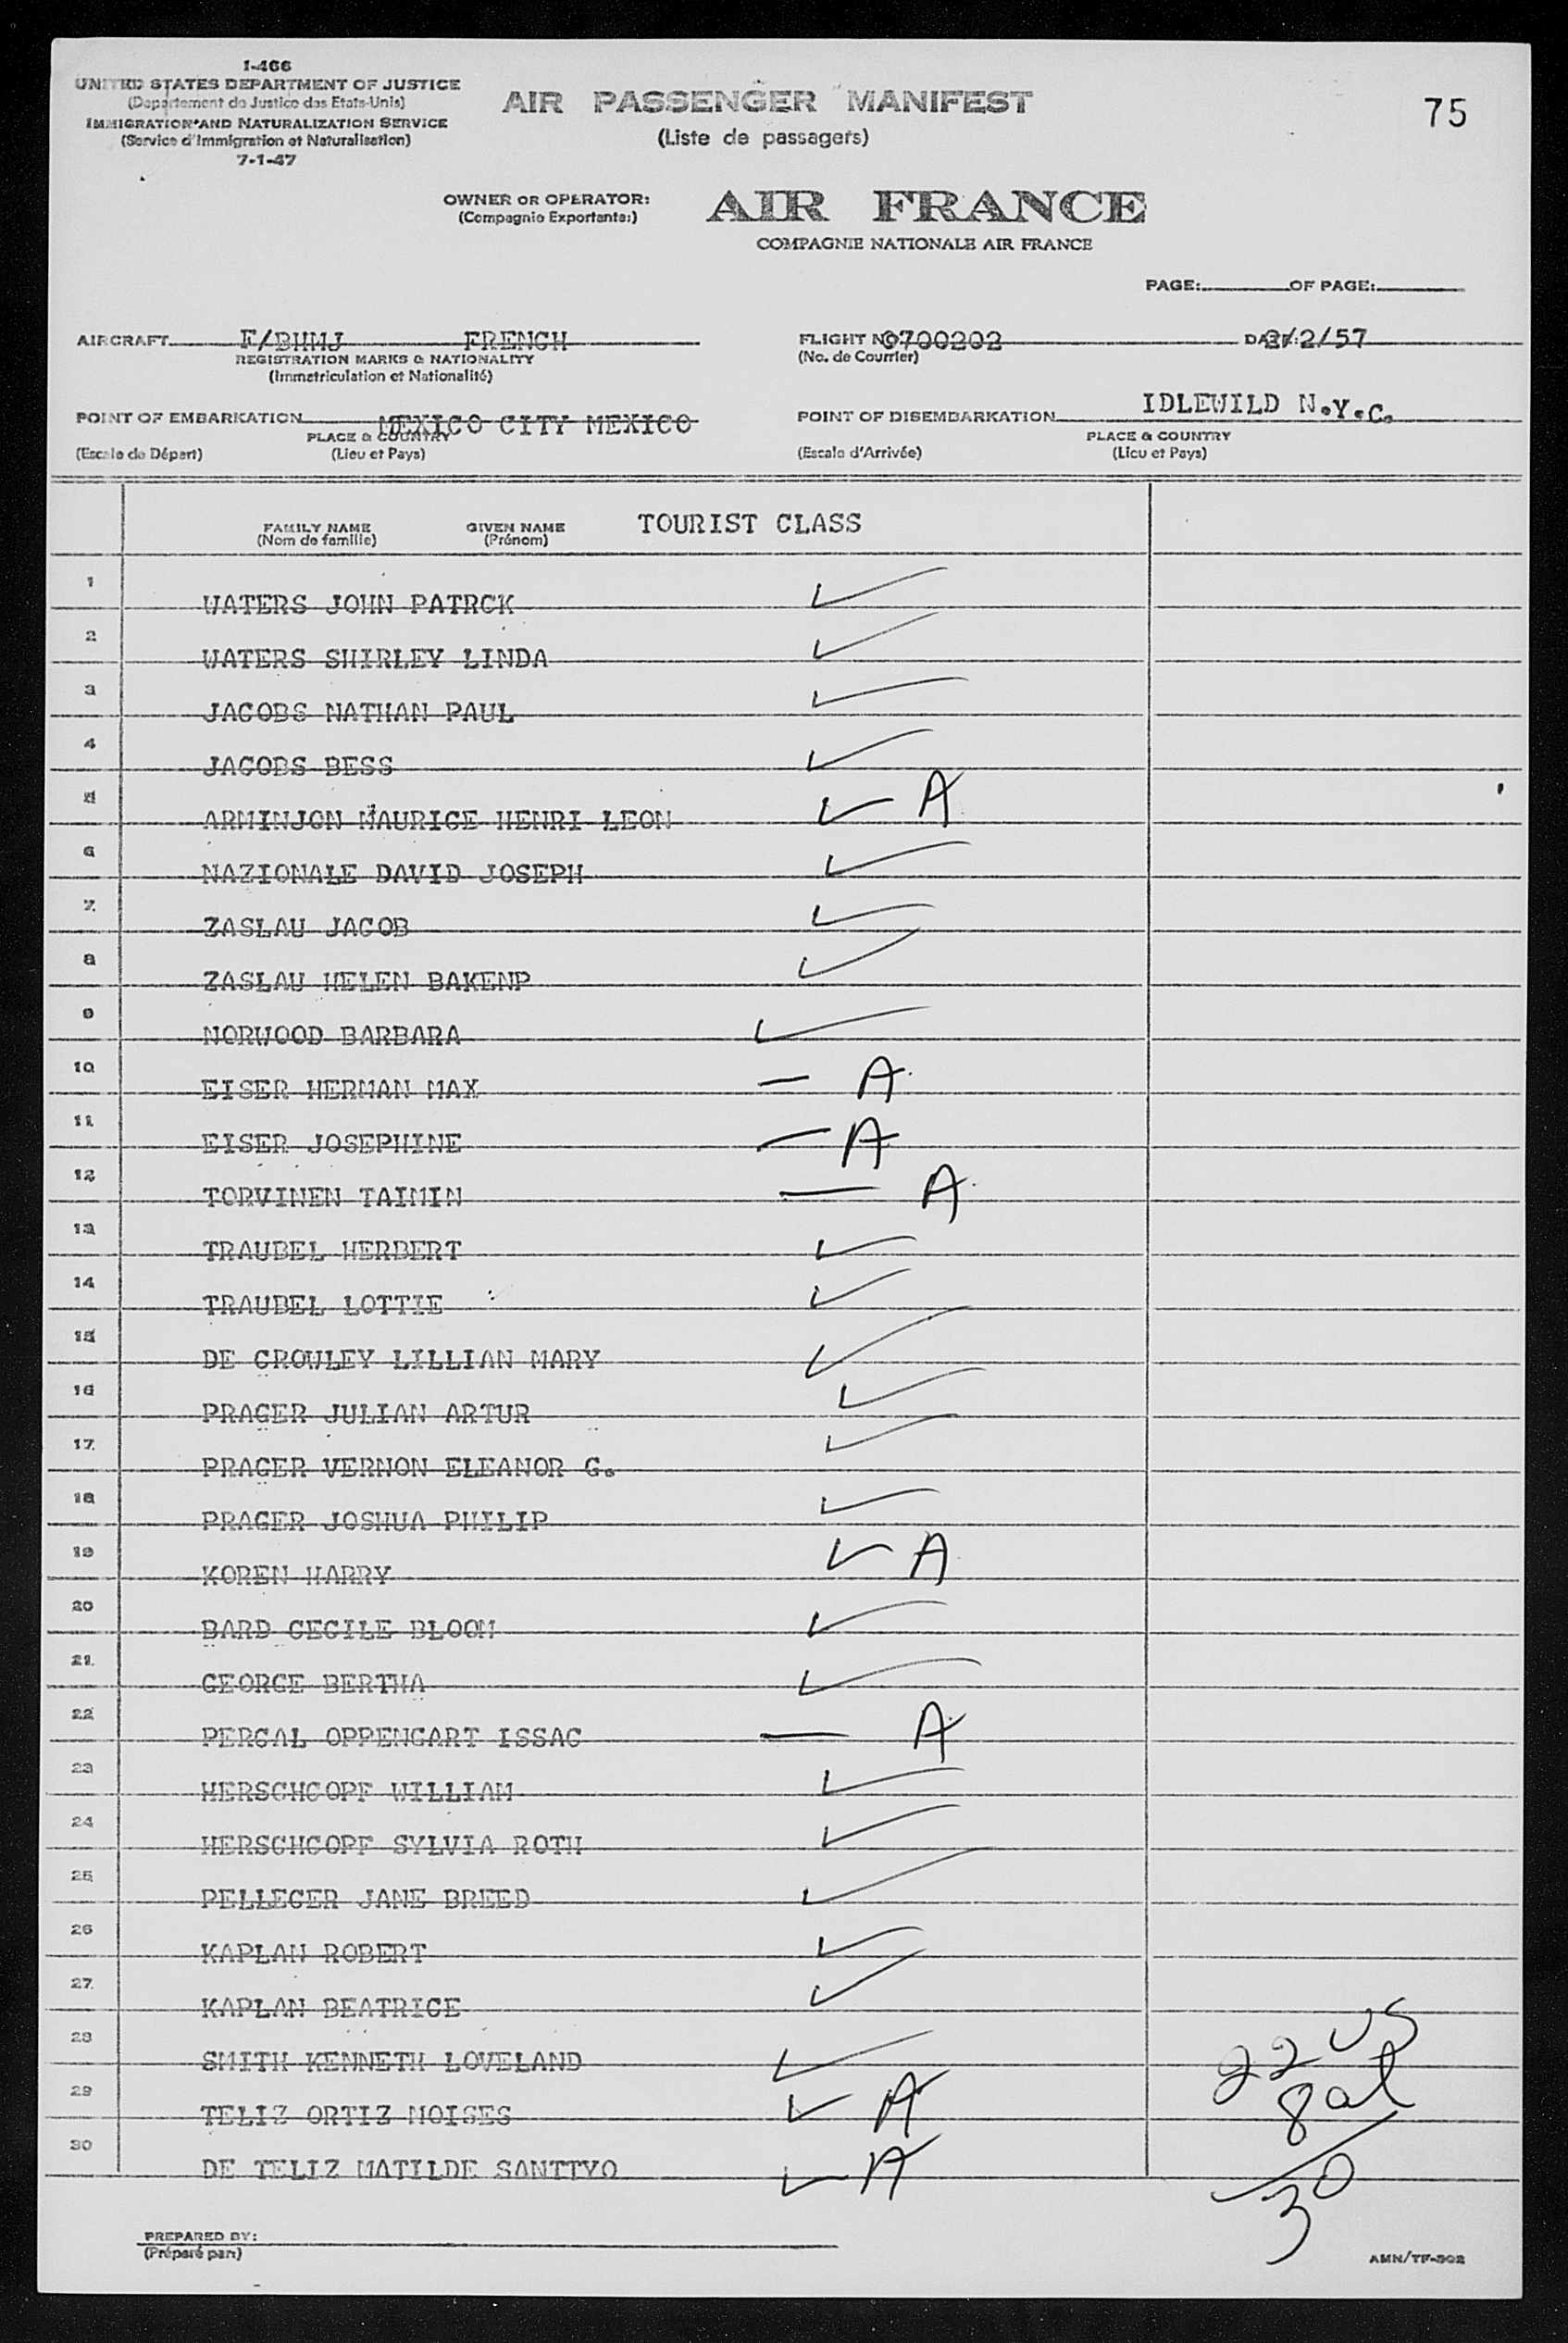 I-466
UNITED STATES DEPARTMENT OF JUSTICE
(Departement de Justice des Etats-Unis)
IMMIGRATION AND NATURALIZATION SERVICE
(Service d'Immigration et Naturalisation)
7-1-47
AIR PASSENGER MANIFEST
(Liste de passagers)
75
OWNER OR OPERATOR:
(Compagnie Exportante:)
AIR FRANCE
COMPAGNIE NATIONALE AIR FRANCE
PAGE: OF PAGE:
AIRCRAFT F/BHMJ FRENCH
REGISTRATION MARKS & NATIONALITY
(Immatriculation et Nationalité)
FLIGHT NO 0700202
(No. de Courrier)
/2/57
POINT OF EMBARKATION MEXICO CITY MEXICO
PLACE & COUNTRY
(Escale de Départ) (Lieu et Pays)
POINT OF DISEMBARKATION IDLEWILD N.Y.C.
PLACE & COUNTRY
(Escale d'Arrivée) (Lieu et Pays)
FAMILY NAME GIVEN NAME TOURIST CLASS
(Nom de famille) (Prénom)
1 WATERS JOHN PATRCK ✓
2 WATERS SHIRLEY LINDA ✓
3 JACOBS NATHAN PAUL ✓
4 JACOBS BESS ✓
5 ARMINJON MAURICE HENRI LEON ✓ A
6 NAZIONALE DAVID JOSEPH ✓
7 ZASLAU JACOB ✓
8 ZASLAU HELEN BAKENP ✓
9 NORWOOD BARBARA ✓
10 EISER HERMAN MAX — A
11 EISER JOSEPHINE — A
12 TORVINEN TAIMIN — A
13 TRAUBEL HERBERT ✓
14 TRAUBEL LOTTIE ✓
15 DE CROWLEY LILLIAN MARY ✓
16 PRAGER JULIAN ARTUR ✓
17 PRAGER VERNON ELEANOR G. ✓
18 PRAGER JOSHUA PHILIP ✓
19 KOREN HARRY ✓ A
20 BARD CECILE BLOOM ✓
21 GEORGE BERTHA ✓
22 PERGAL OPPENGART ISSAC — A
23 HERSCHCOPF WILLIAM ✓
24 HERSCHCOPF SYLVIA ROTH ✓
25 PELLEGER JANE BREED ✓
26 KAPLAN ROBERT ✓
27 KAPLAN BEATRICE ✓
28 SMITH KENNETH LOVELAND ✓
29 TELIZ ORTIZ MOISES ✓ A
30 DE TELIZ MATILDE SANTTYO ✓ A
22 US
8 al
30
PREPARED BY:
(Préparé par:)
AMN/TF-302